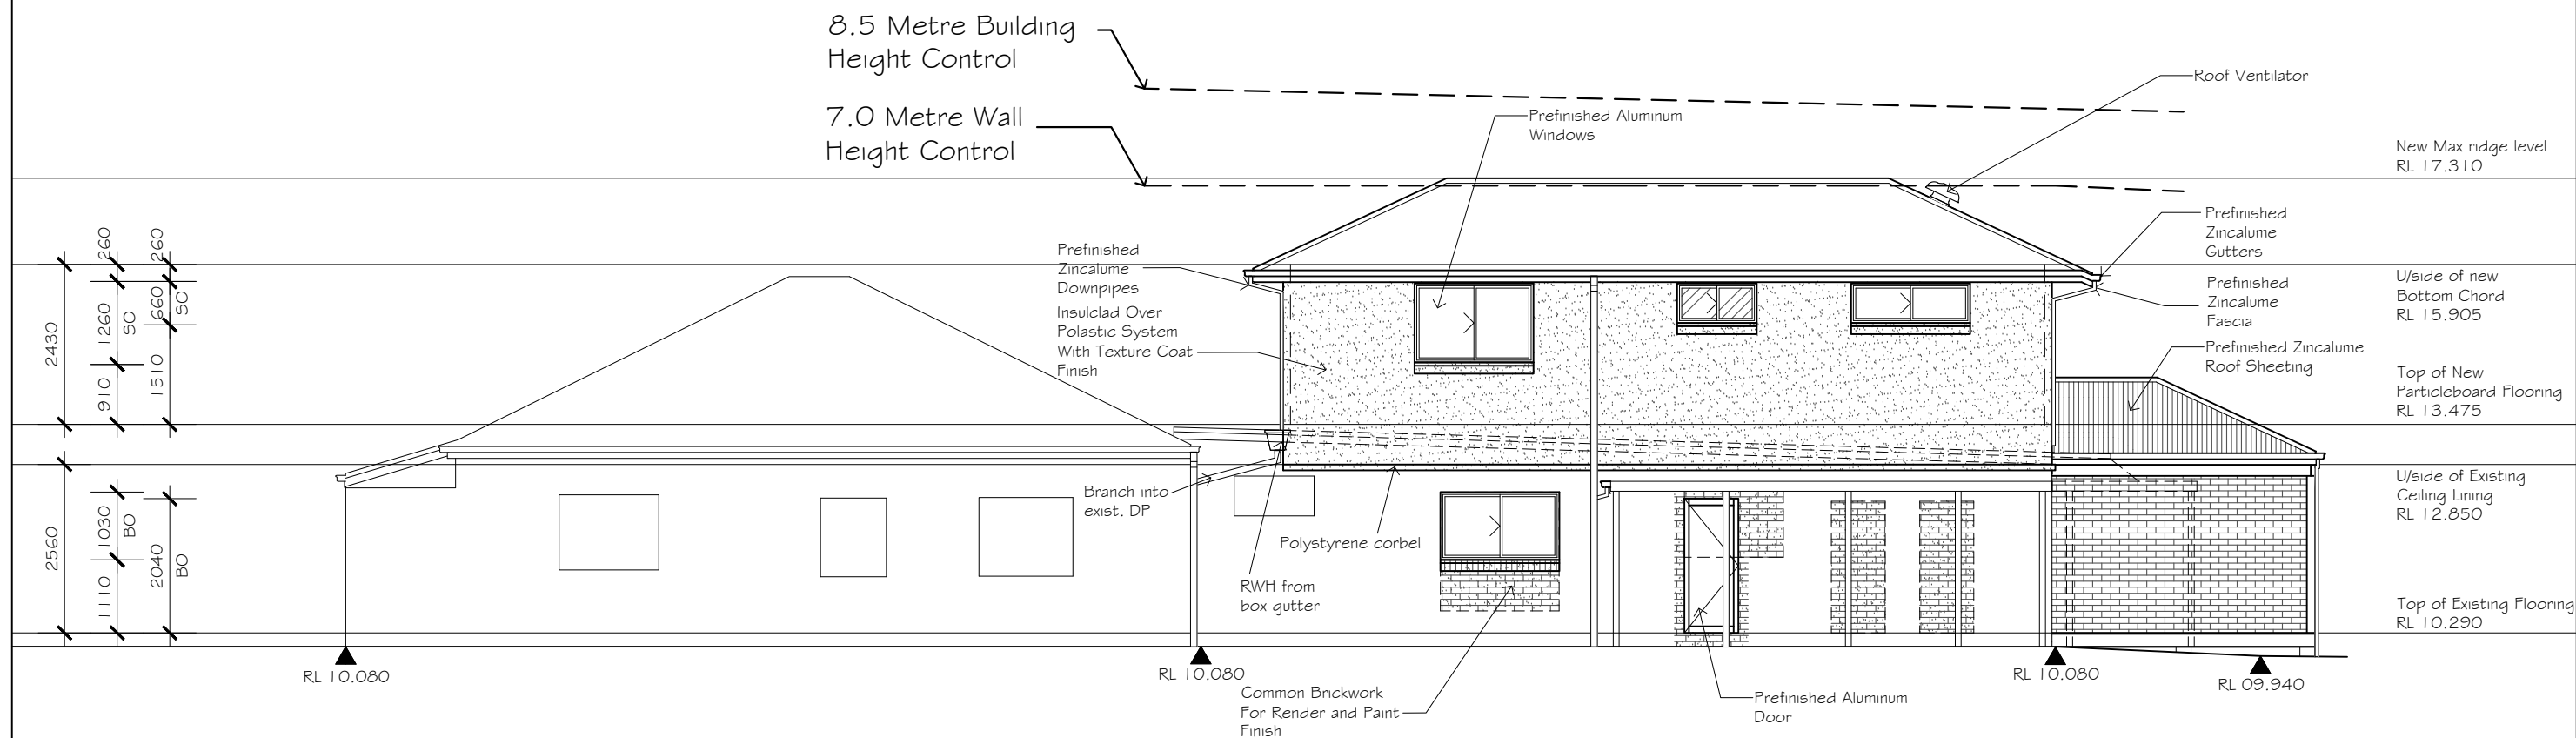 8.5 Metre Building
Height Control
7.0 Metre Wall
Height Control
Roof Ventilator
Prefinished Aluminum
Windows
New Max ridge level
RL 17.310
Prefinished
Zincalume
Gutters
Prefinished
Zincalume
Downpipes
Insulclad Over
Polastic System
With Texture Coat
Finish
Prefinished
Zincalume
Fascia
U/side of new
Bottom Chord
RL 15.905
Prefinished Zincalume
Roof Sheeting
Top of New
Particleboard Flooring
RL 13.475
260
260
2430
1260
SO
660
SO
910
1510
Branch into
exist. DP
Polystyrene corbel
U/side of Existing
Ceiling Lining
RL 12.850
2560
1030
BO
1110
2040
BO
RWH from
box gutter
Top of Existing Flooring
RL 10.290
RL 10.080
RL 10.080
RL 10.080
RL 09.940
Common Brickwork
For Render and Paint
Finish
Prefinished Aluminum
Door